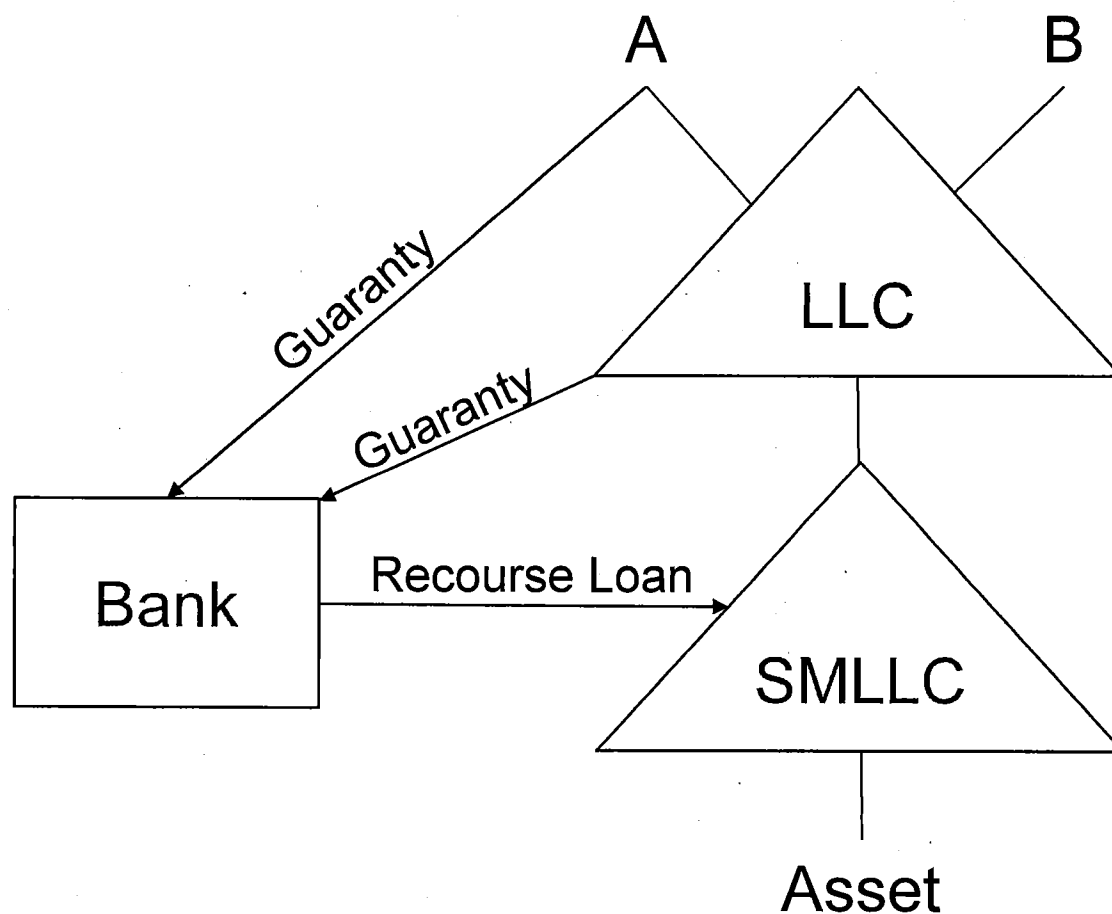 A
B
Guaranty
LLC
Guaranty
Recourse Loan
Bank
SMLLC
Asset